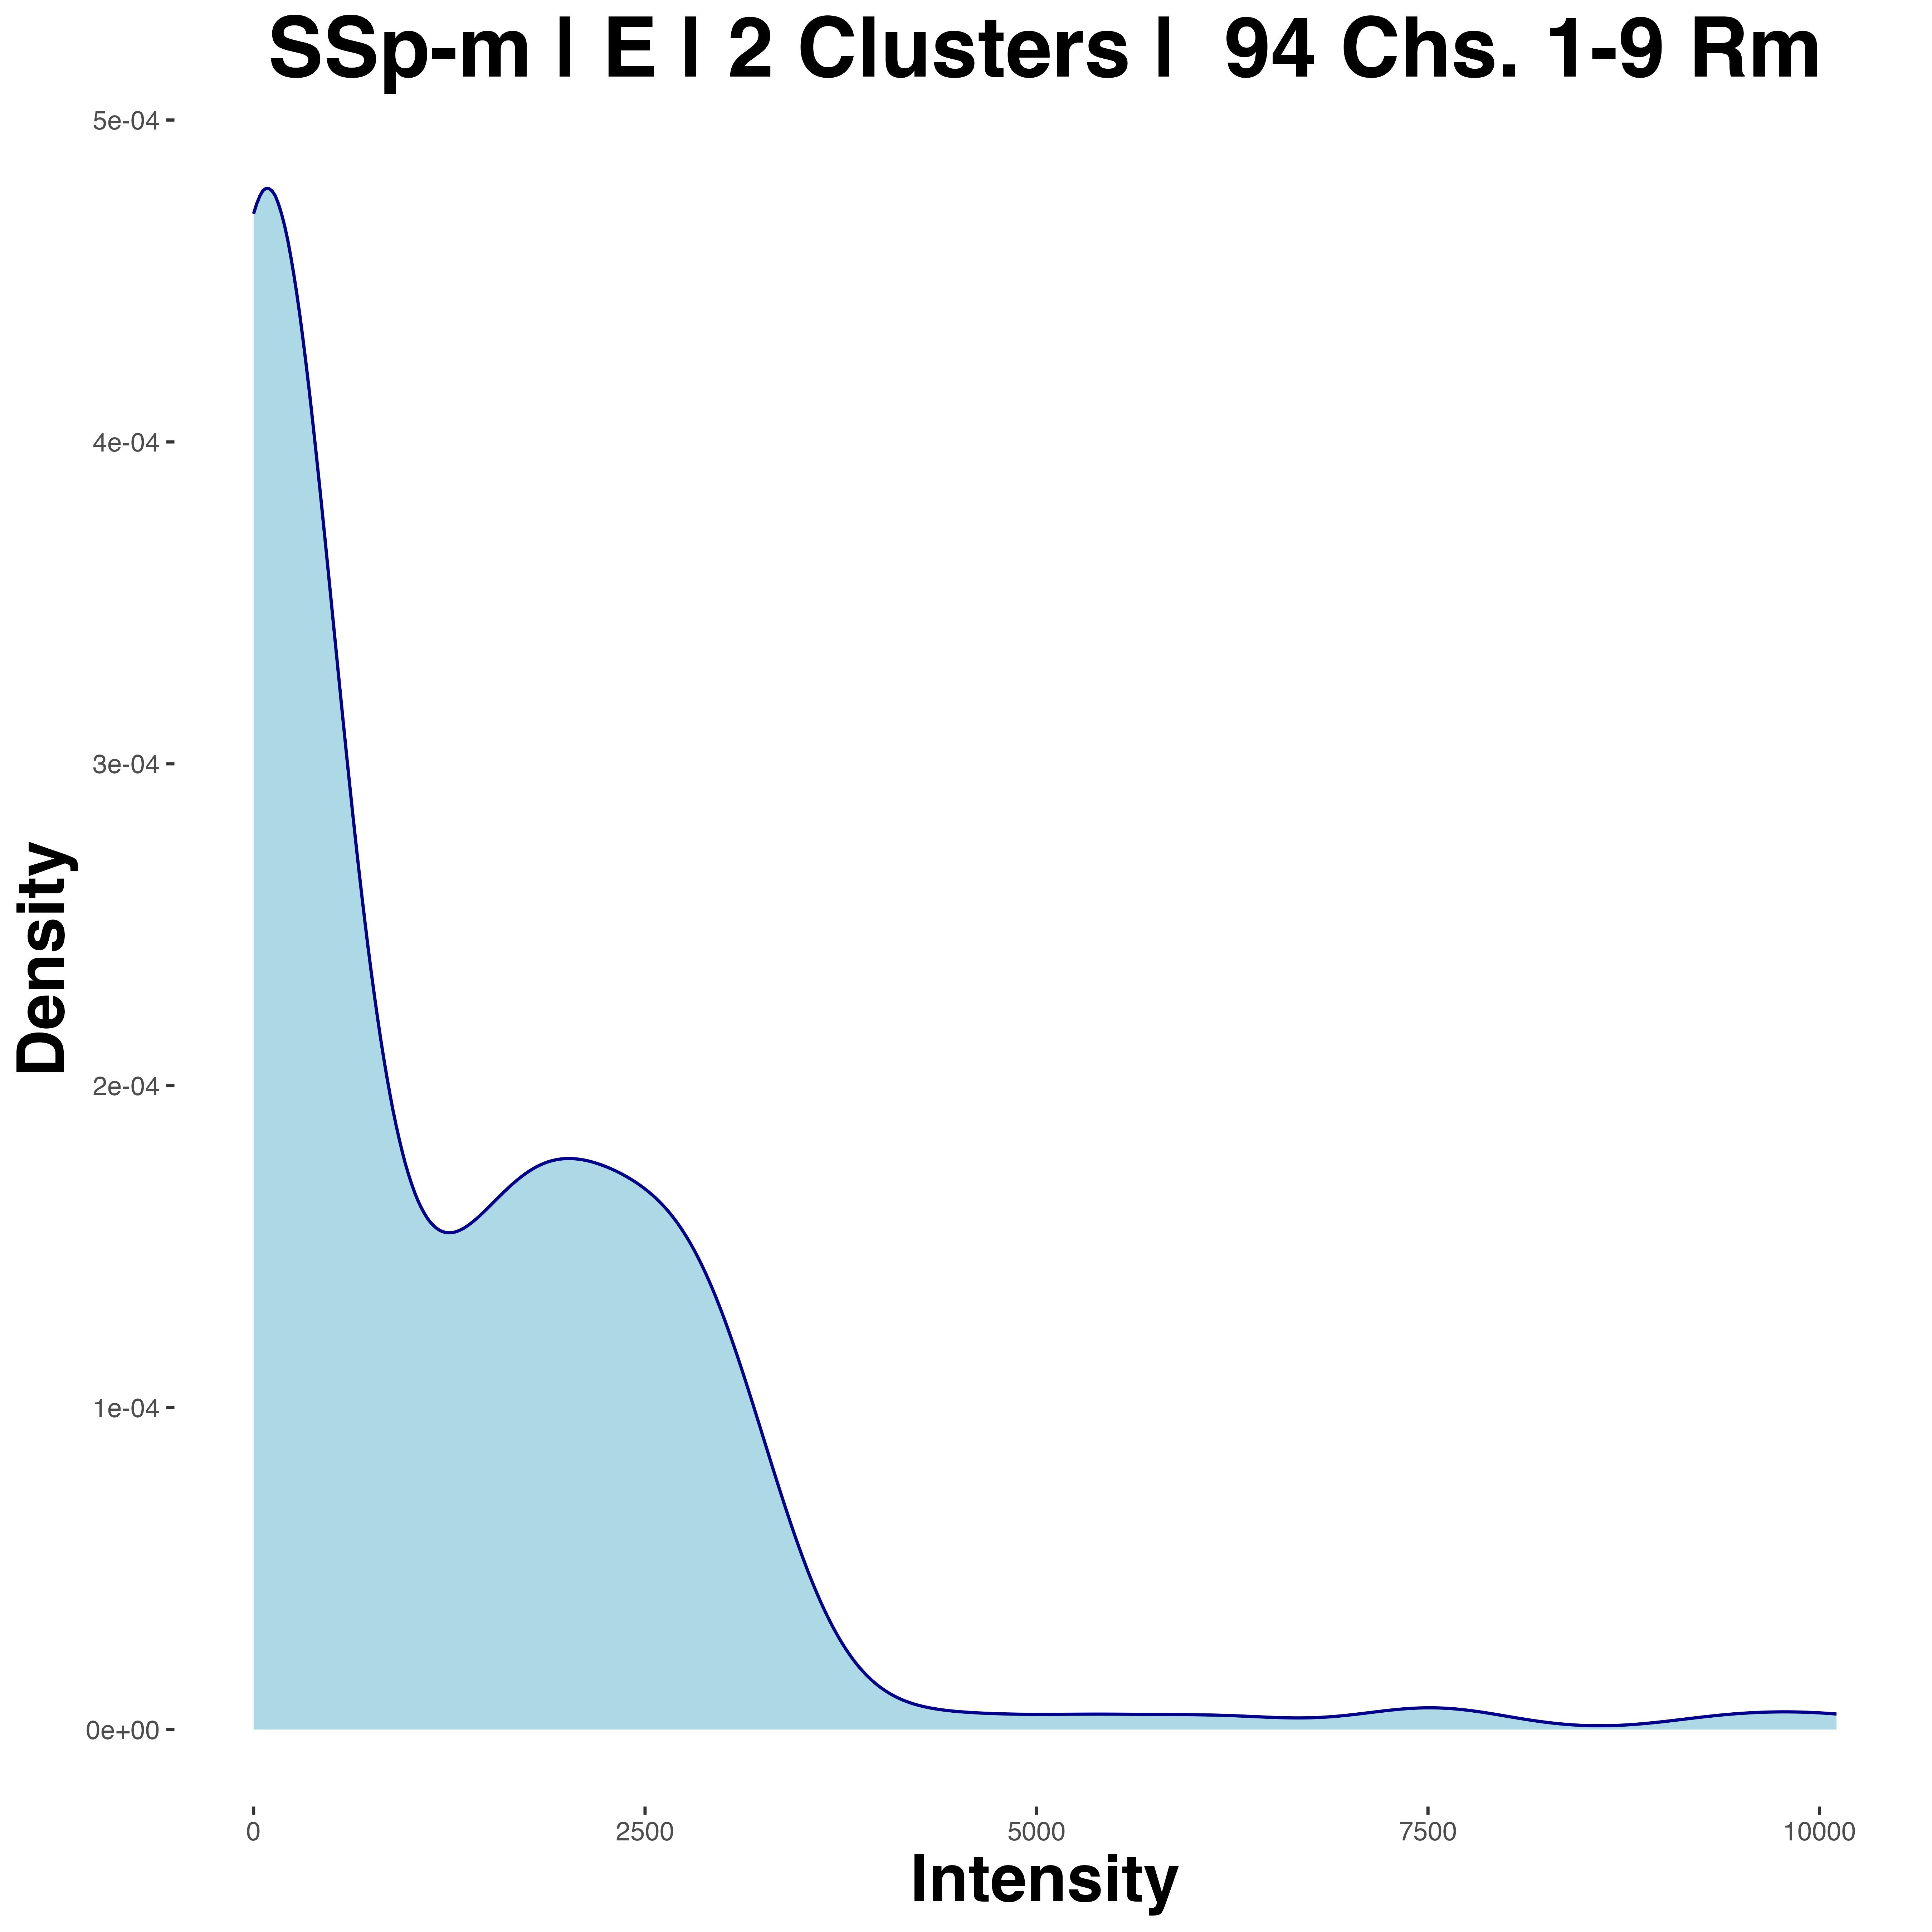 SSp-m | E | 2 Clusters |  94 Chs. 1-9 Rm
5e-04
4e-04
3e-04
2e-04
1e-04
0e+00
Density
0 2500 5000 7500 10000
Intensity